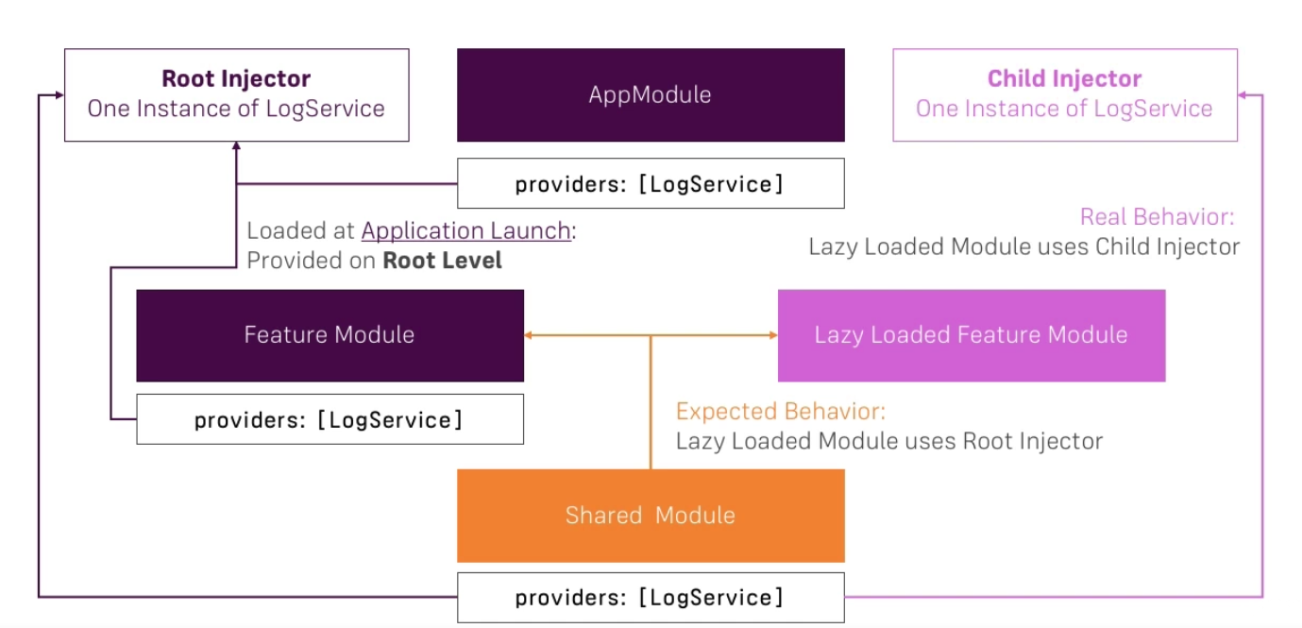 Root Injector
One Instance of LogService
AppModule
Child Injector
One Instance of LogService
providers: [LogService]
Loaded at Application Launch:
Provided on Root Level
Real Behavior:
Lazy Loaded Module uses Child Injector
Feature Module
Lazy Loaded Feature Module
providers: [LogService]
Expected Behavior:
Lazy Loaded Module uses Root Injector
Shared Module
providers: [LogService]